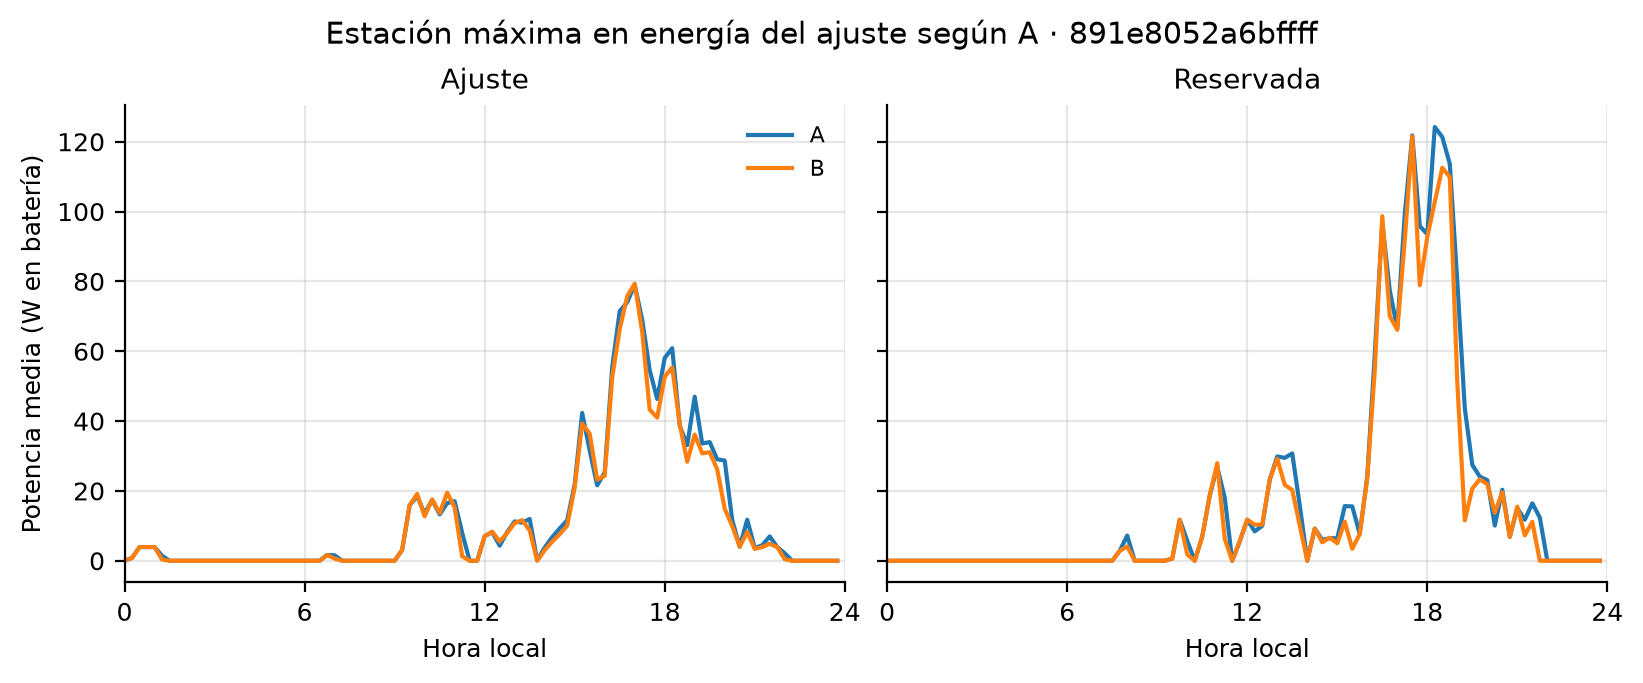 Estación máxima en energía del ajuste según A · 891e8052a6bffff
Ajuste
Reservada
Potencia media (W en batería)
120
100
80
60
40
20
0
A
B
0 6 12 18 24
0 6 12 18 24
Hora local
Hora local